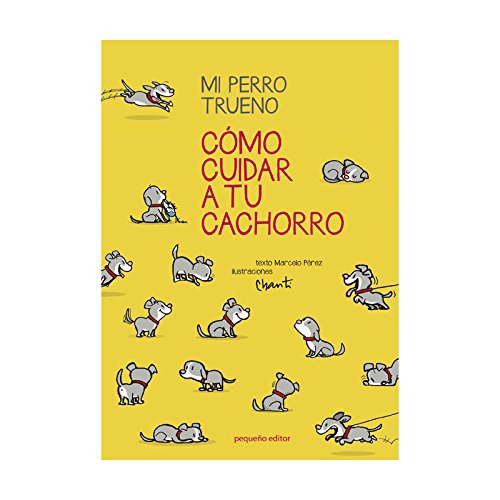 MI PERRO
TRUENO
CÓMO
CUIDAR
A TU
CACHORRO
texto Marcelo Pérez
ilustraciones
Chanti
pequeño editor